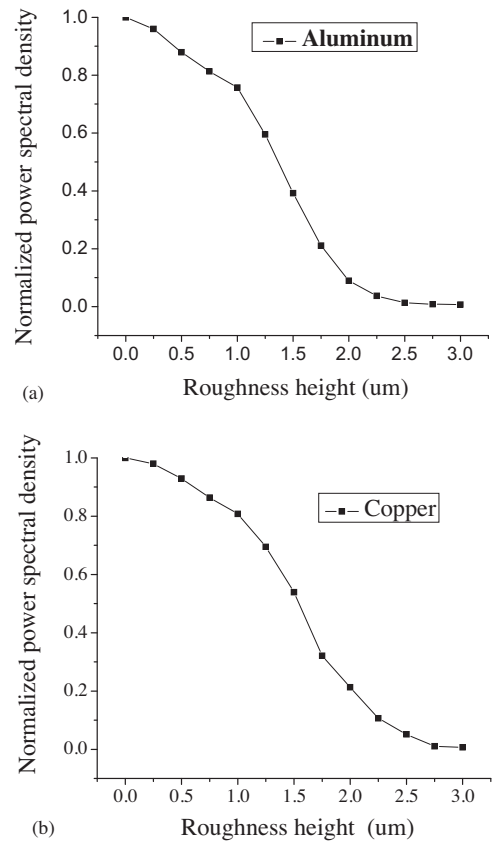 Aluminum
Normalized power spectral density
1.0
0.8
0.6
0.4
0.2
0.0
0.0 0.5 1.0 1.5 2.0 2.5 3.0
(a)
Roughness height (um)
Copper
Normalized power spectral density
1.0
0.8
0.6
0.4
0.2
0.0
0.0 0.5 1.0 1.5 2.0 2.5 3.0
(b)
Roughness height (um)